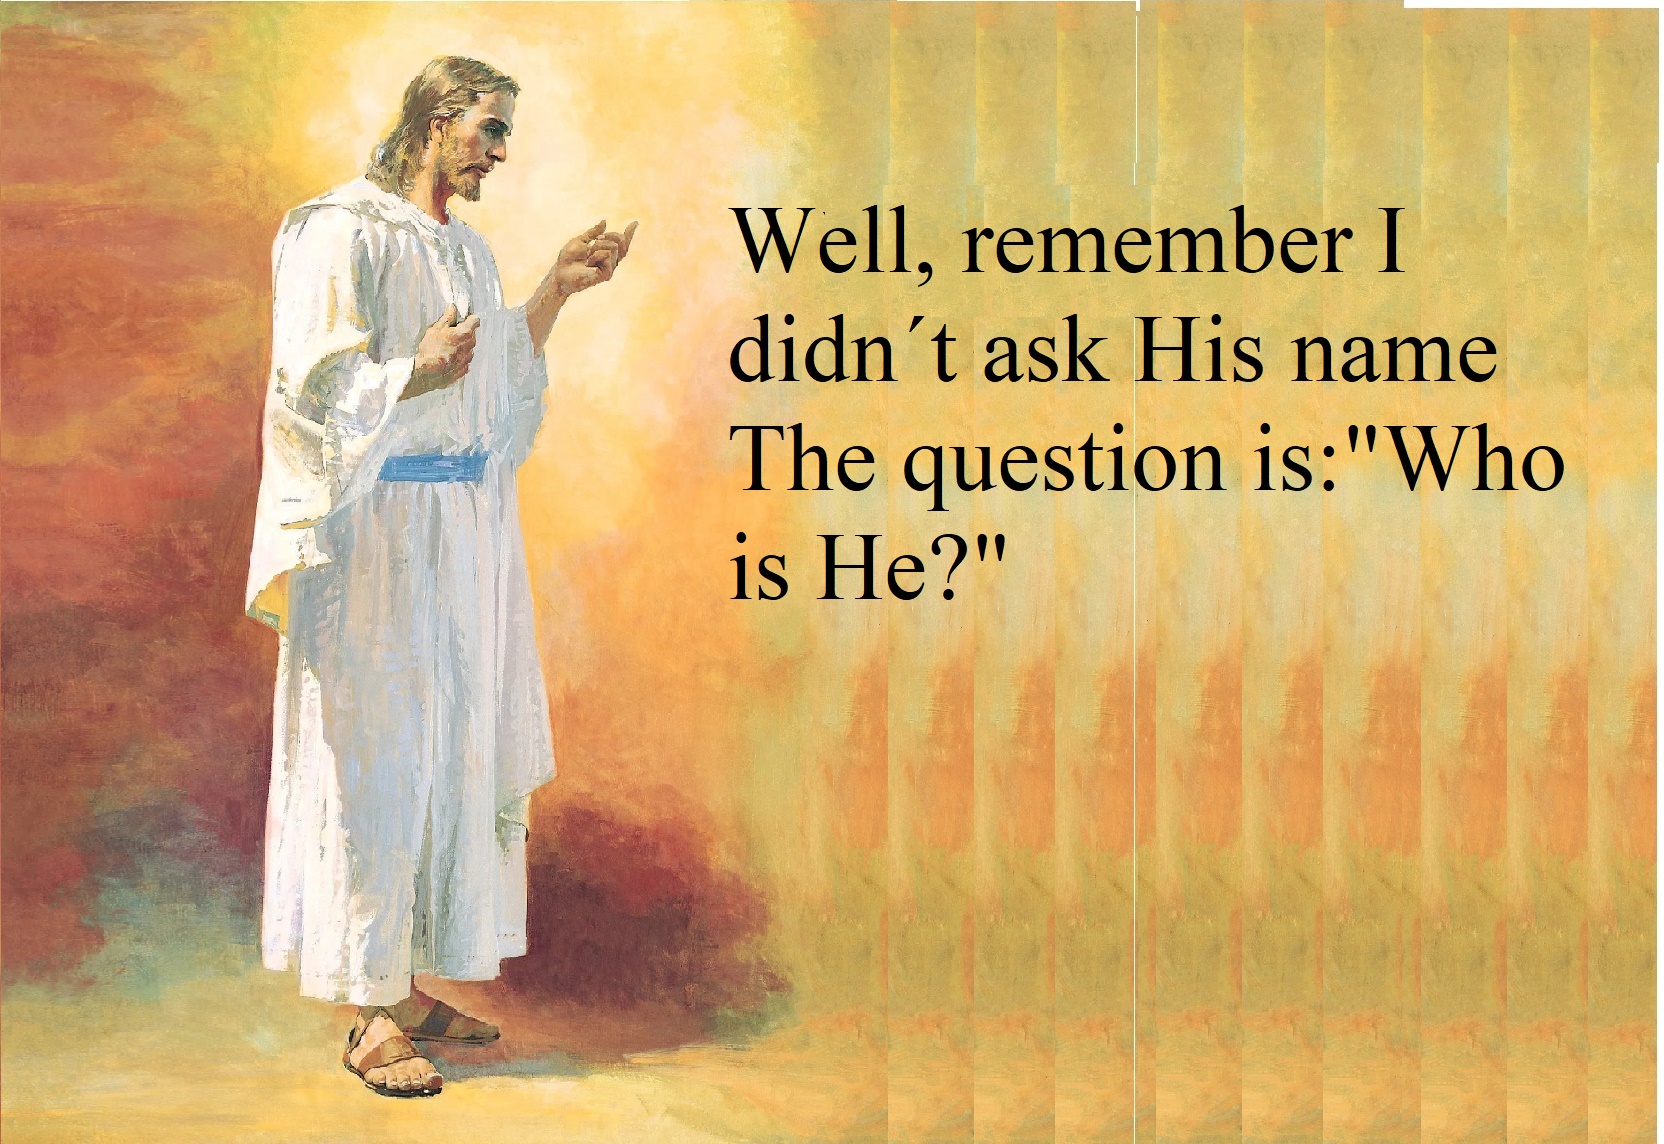 Well, remember I
didn´t ask His name
The question is:"Who
is He?"